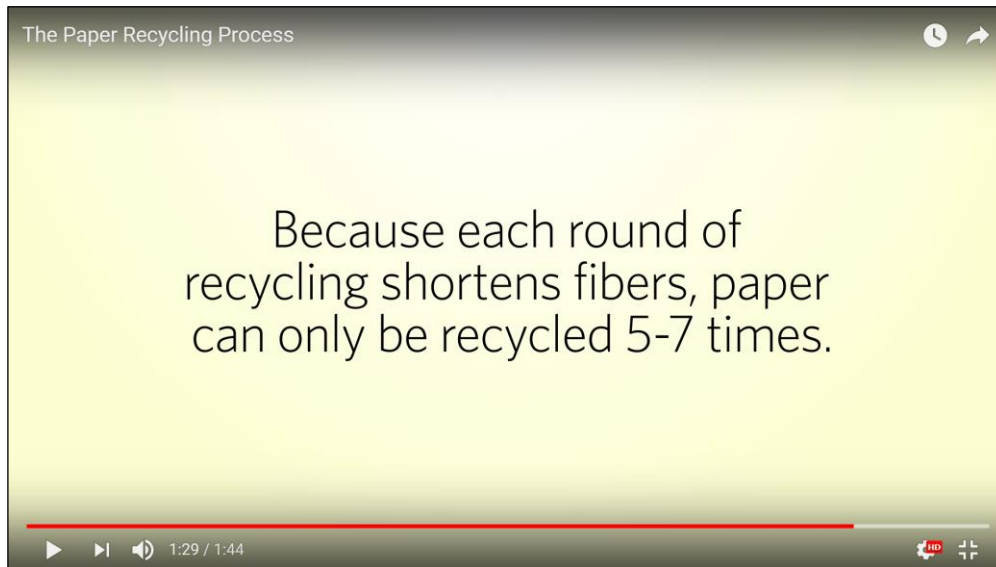 The Paper Recycling Process
Because each round of
recycling shortens fibers, paper
can only be recycled 5-7 times.
1:29 / 1:44
HD